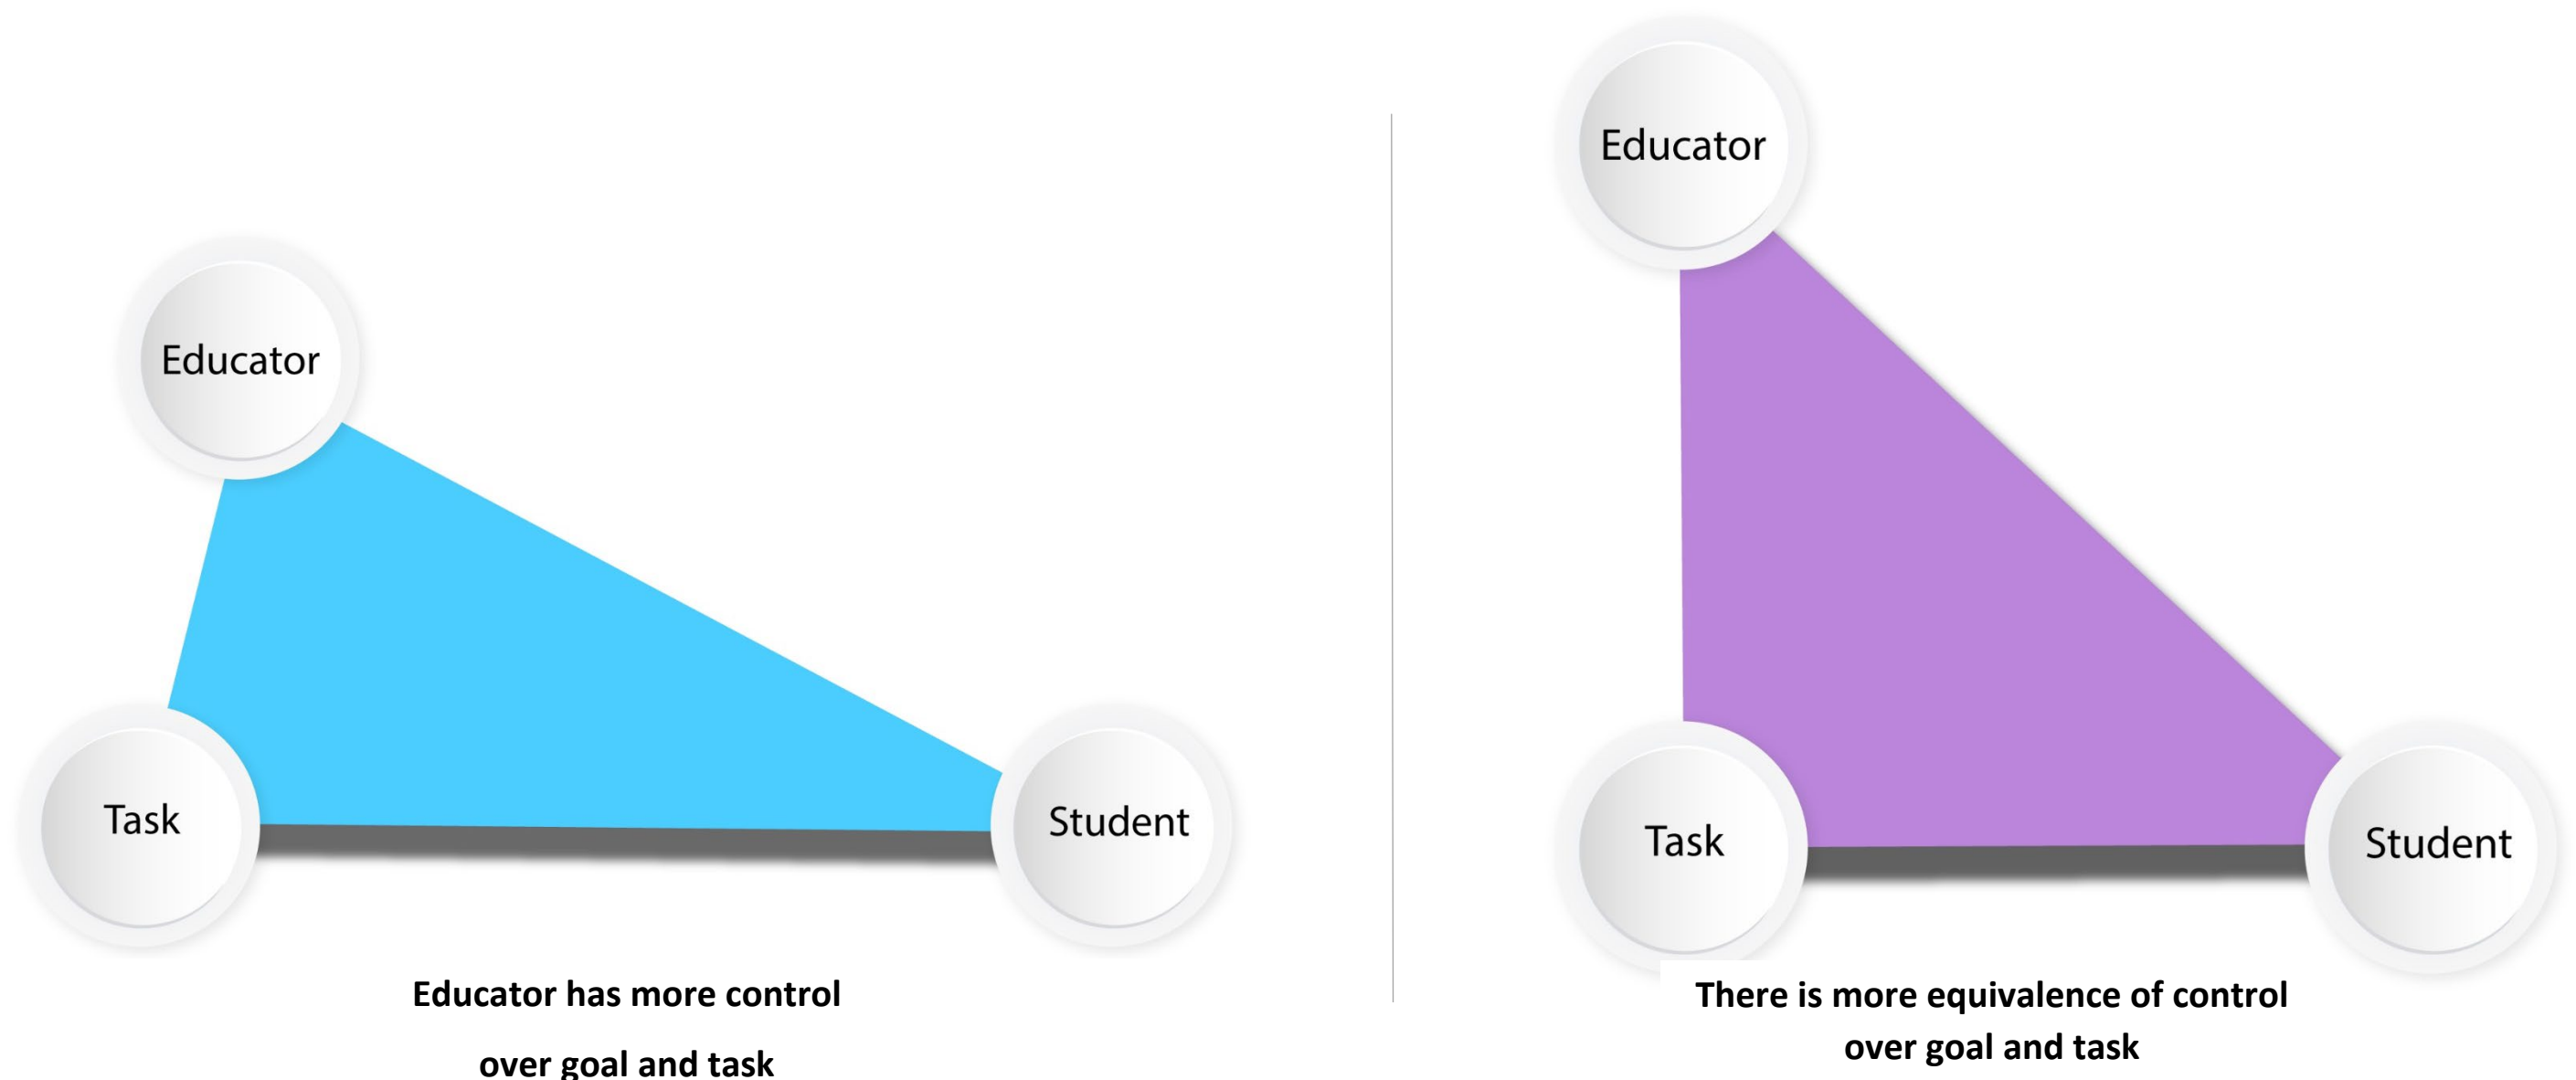 Educator
Task
Student
Educator has more control
over goal and task
Educator
Task
Student
There is more equivalence of control
over goal and task